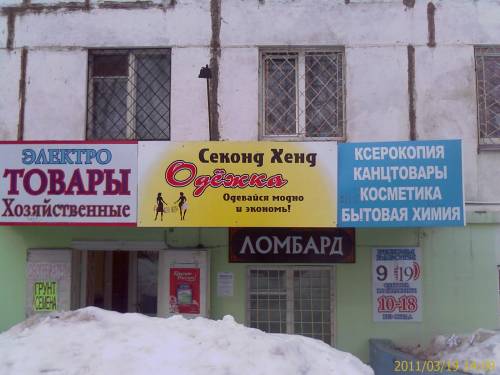 ЭЛЕКТРО
ТОВАРЫ
Хозяйственные
Секонд Хенд
Одёжка
Одевайся модно
и экономь!
КСЕРОКОПИЯ
КАНЦТОВАРЫ
КОСМЕТИКА
БЫТОВАЯ ХИМИЯ
ЛОМБАРД
9 19
10-18
ГРУНТ
СЕМЕНА
2011/03/19